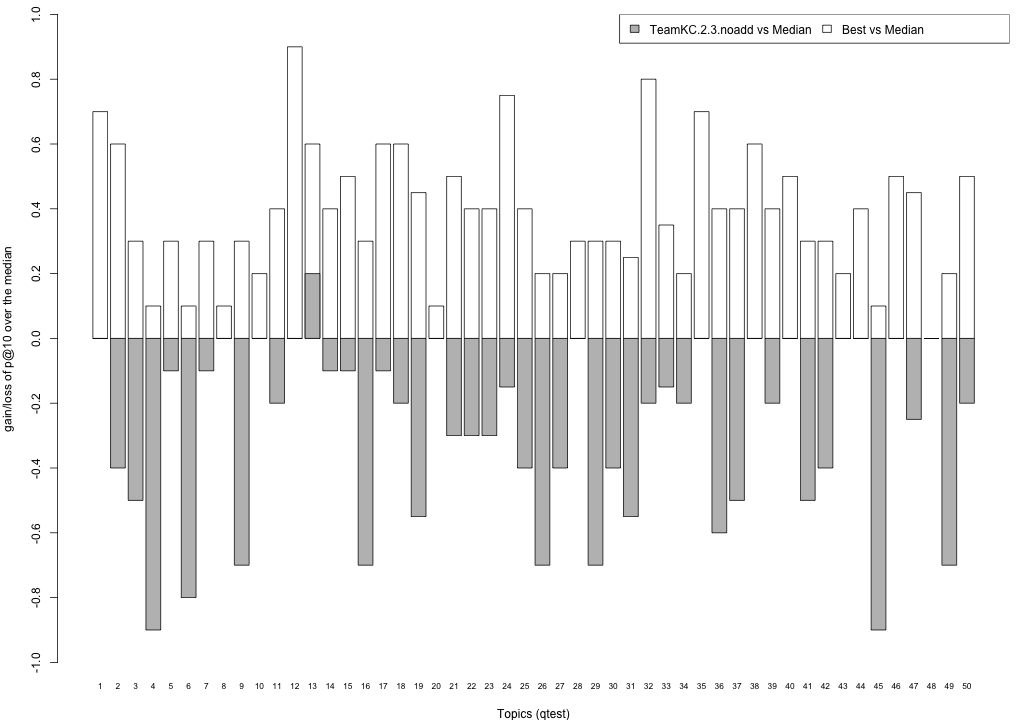 TeamKC.2.3.noadd vs Median Best vs Median
1.0
0.8
0.6
0.4
0.2
0.0
-0.2
-0.4
-0.6
-0.8
-1.0
gain/loss of p@10 over the median
1 2 3 4 5 6 7 8 9 10 11 12 13 14 15 16 17 18 19 20 21 22 23 24 25 26 27 28 29 30 31 32 33 34 35 36 37 38 39 40 41 42 43 44 45 46 47 48 49 50
Topics (qtest)